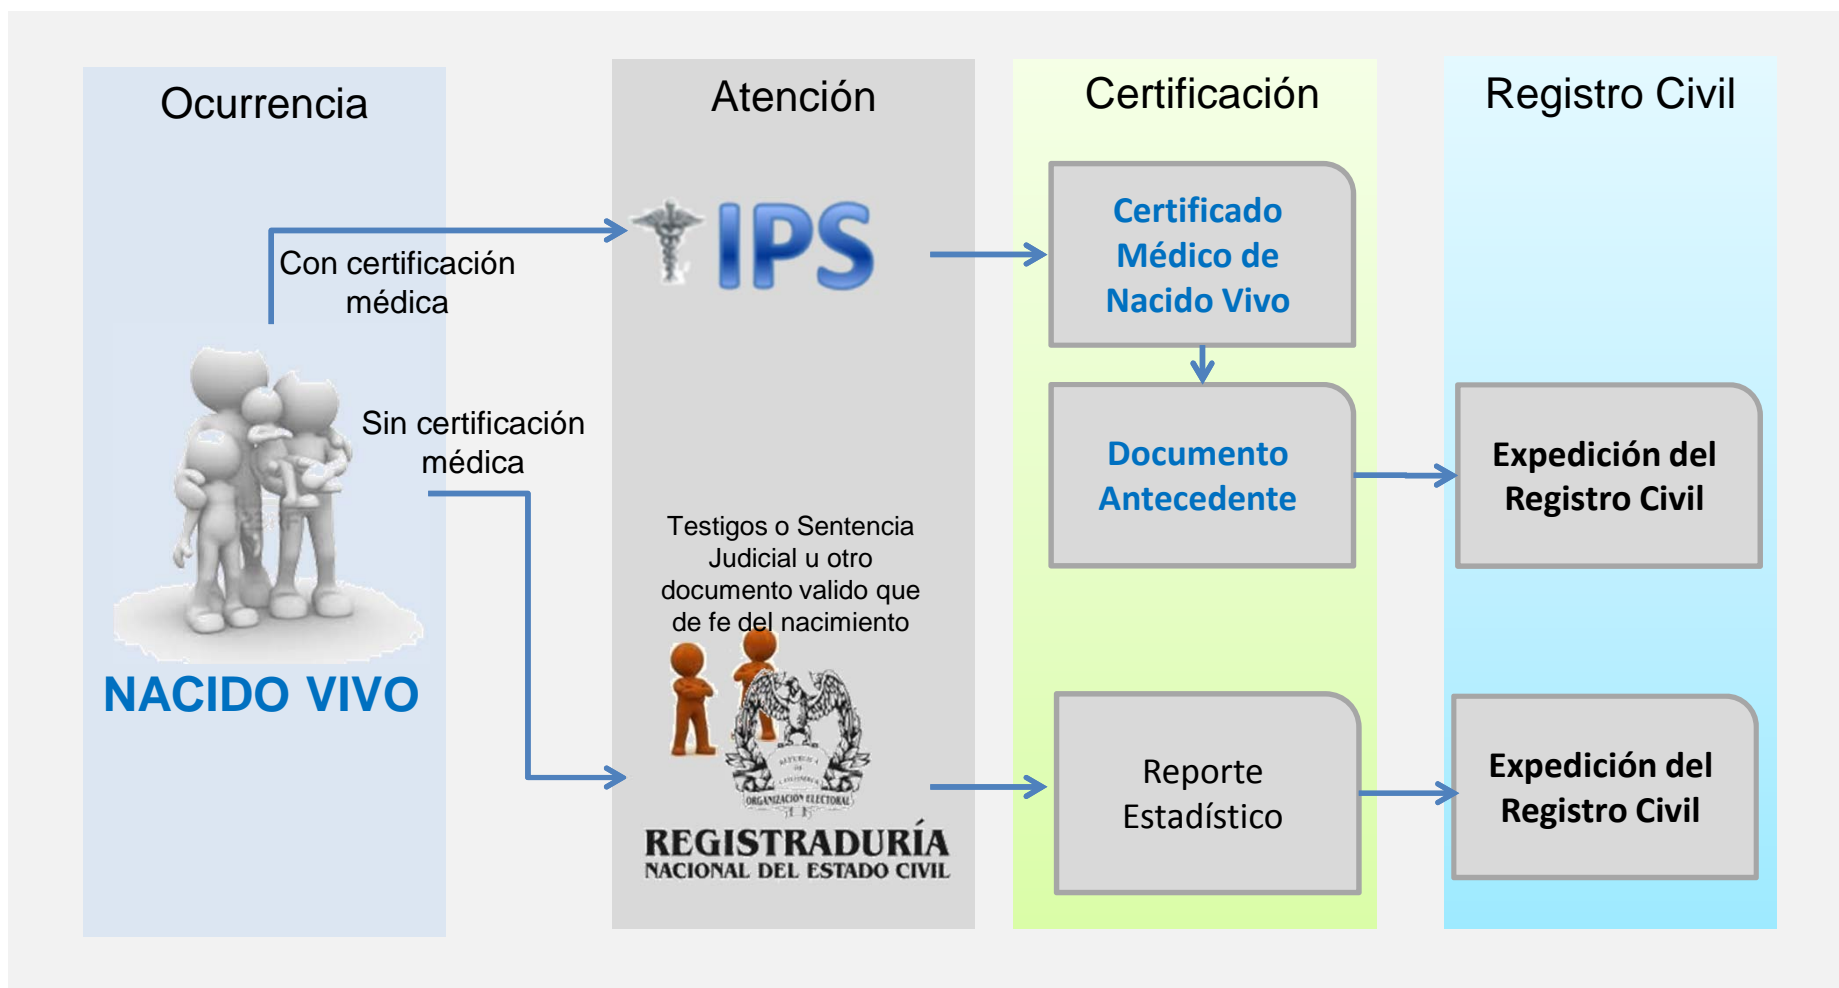 Ocurrencia
Atención
Certificación
Registro Civil
Con certificación
médica
IPS
Certificado
Médico de
Nacido Vivo
Sin certificación
médica
Documento
Antecedente
Expedición del
Registro Civil
Testigos o Sentencia
Judicial u otro
documento valido que
de fe del nacimiento
NACIDO VIVO
ORGANIZACIÓN ELECTORAL
REGISTRADURÍA
NACIONAL DEL ESTADO CIVIL
Reporte
Estadístico
Expedición del
Registro Civil